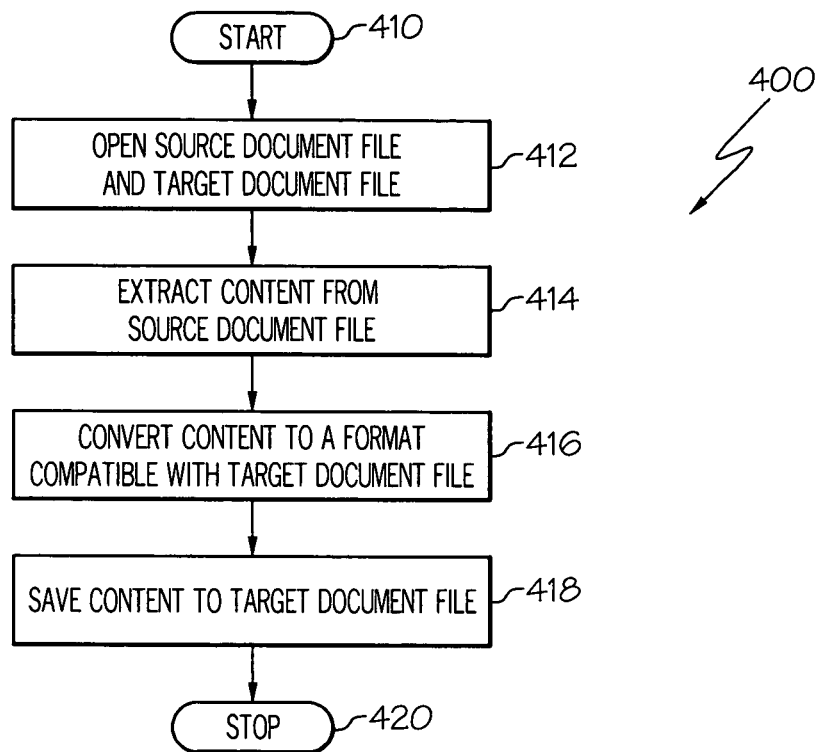 START
410
400
OPEN SOURCE DOCUMENT FILE
AND TARGET DOCUMENT FILE
412
EXTRACT CONTENT FROM
SOURCE DOCUMENT FILE
414
CONVERT CONTENT TO A FORMAT
COMPATIBLE WITH TARGET DOCUMENT FILE
416
SAVE CONTENT TO TARGET DOCUMENT FILE
418
STOP
420